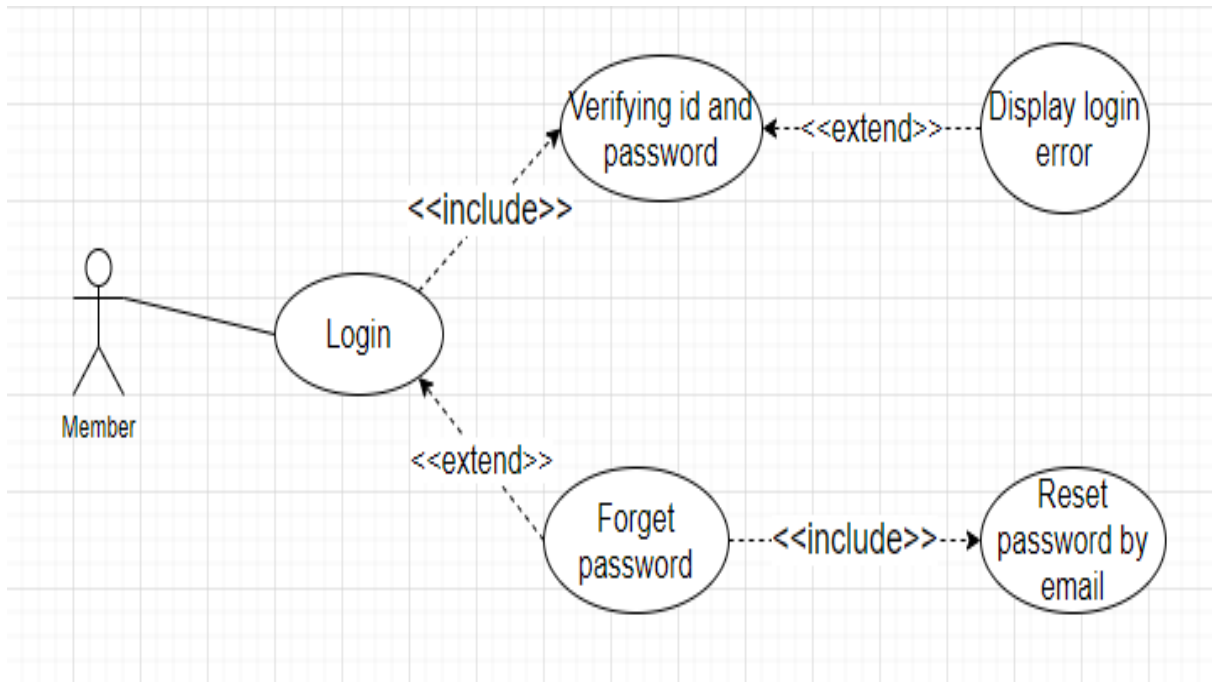 Verifying id and
password
<<extend>>
Display login
error
<<include>>
Login
Member
<<extend>>
Forget
password
<<include>>
Reset
password by
email